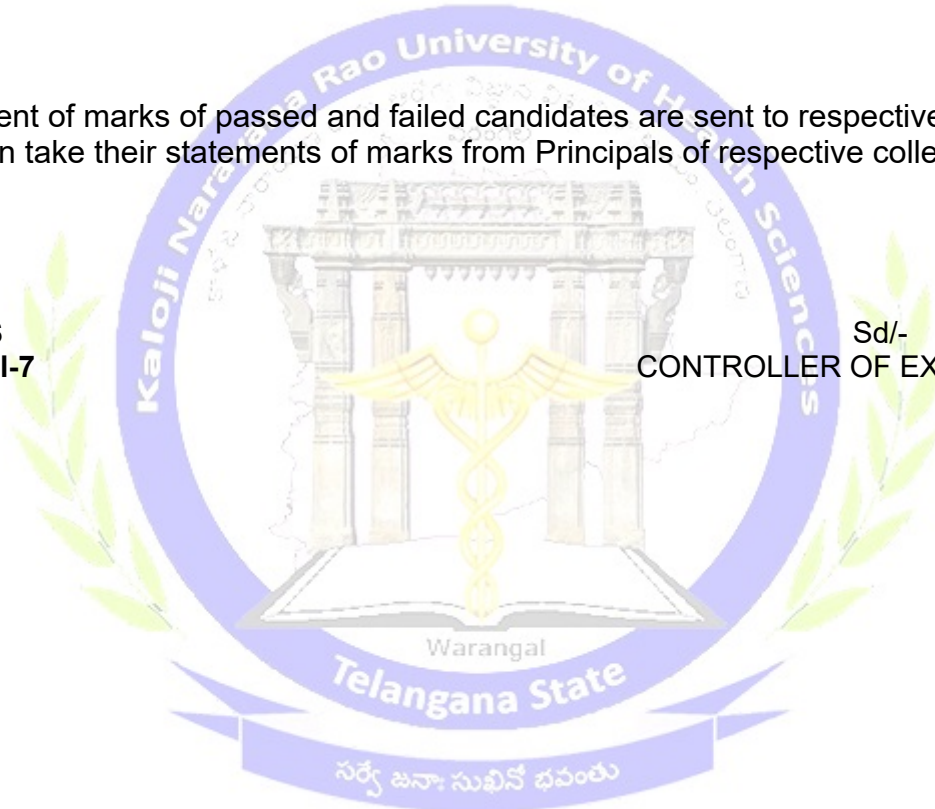 Kaloji Narayana Rao University of Health Sciences
ent of marks of passed and failed candidates are sent to respective
n take their statements of marks from Principals of respective colle
Sd/-
I-7
CONTROLLER OF EX
Warangal
Telangana State
సర్వే జనాః సుఖినో భవంతు